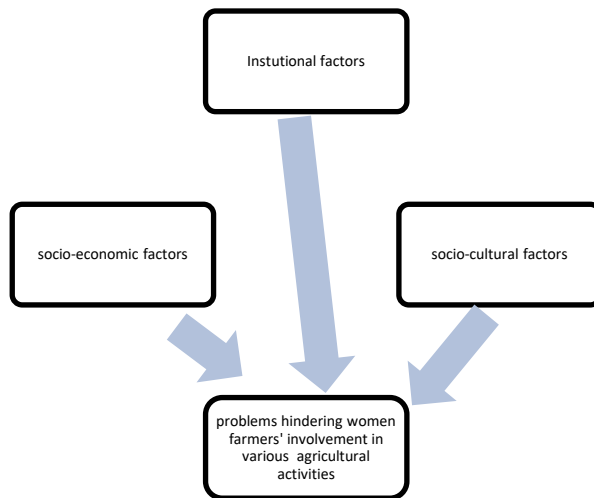 Instutional factors
socio-economic factors
socio-cultural factors
problems hindering women
farmers' involvement in
various agricultural
activities